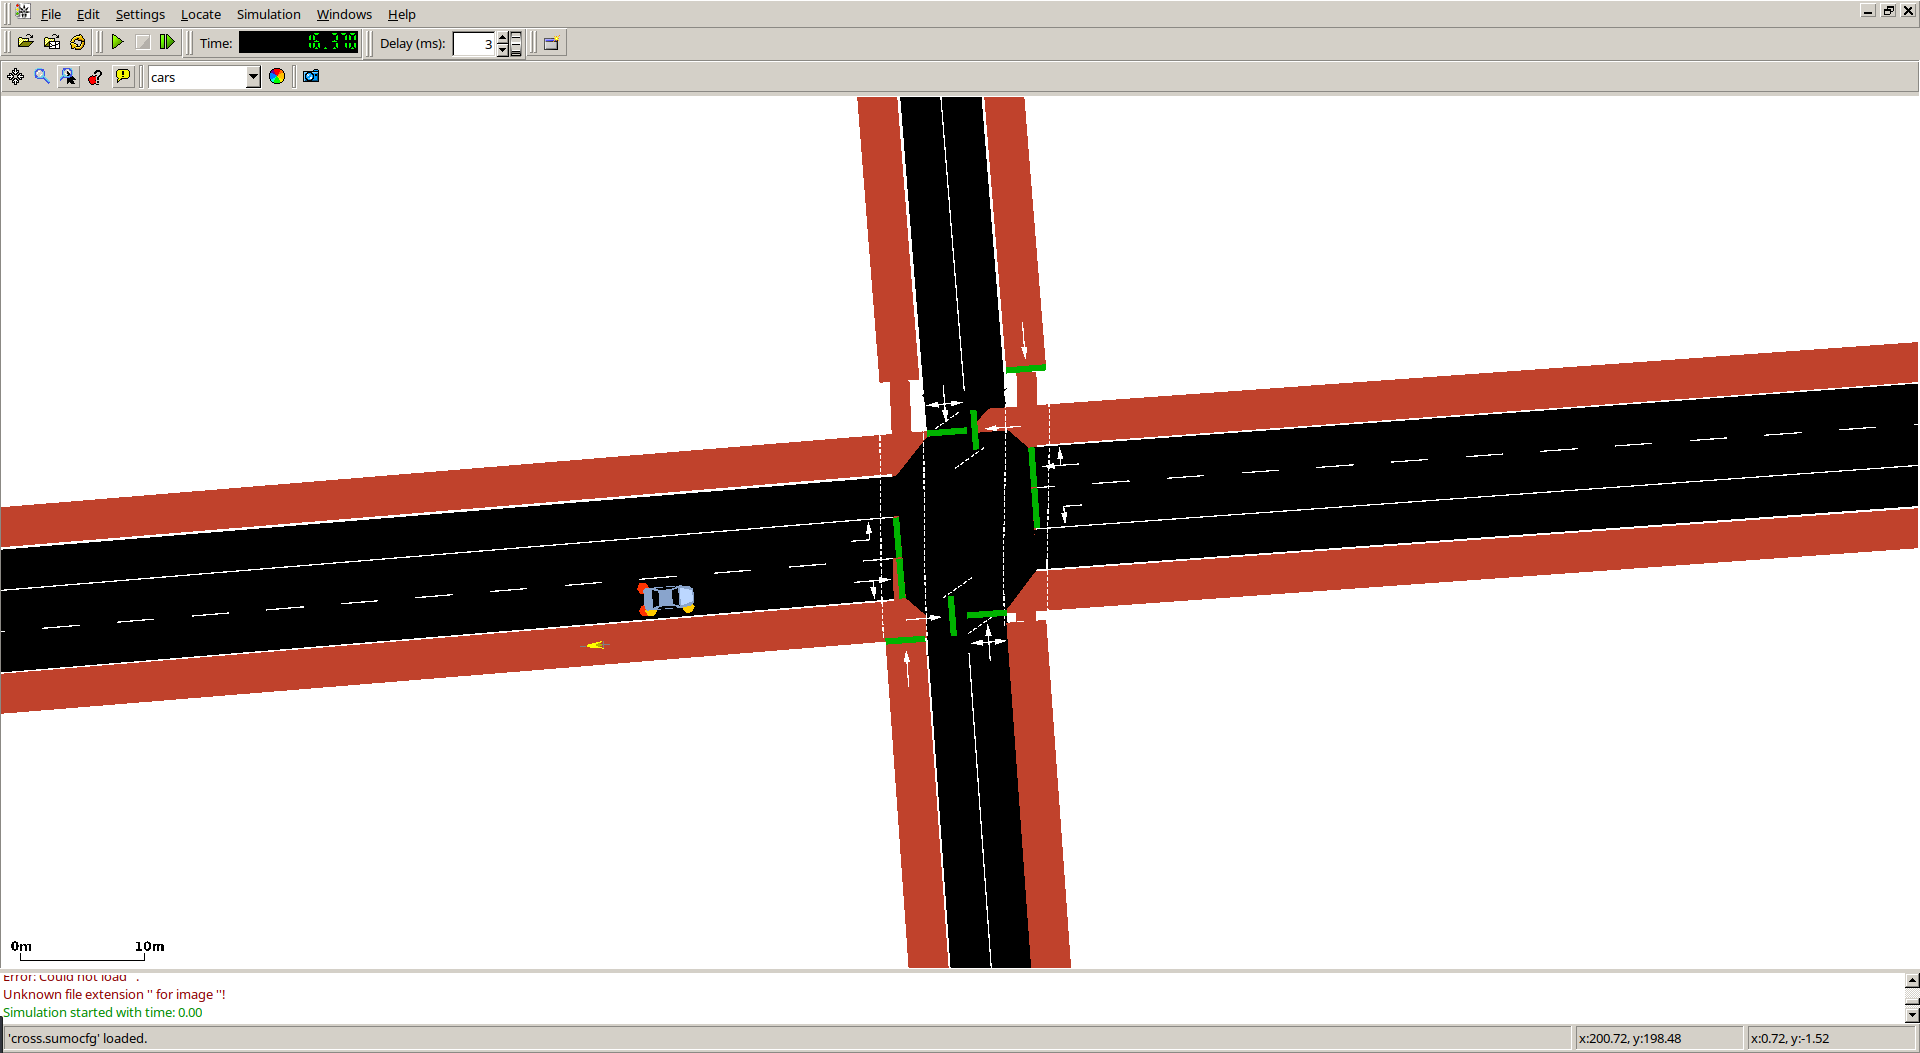 File Edit Settings Locate Simulation Windows Help
Time: 16.370 Delay (ms): 3
cars
0m 10m
Error: Could not load ''.
Unknown file extension '' for image ''!
Simulation started with time: 0.00
'cross.sumocfg' loaded. x:200.72, y:198.48 x:0.72, y:-1.52